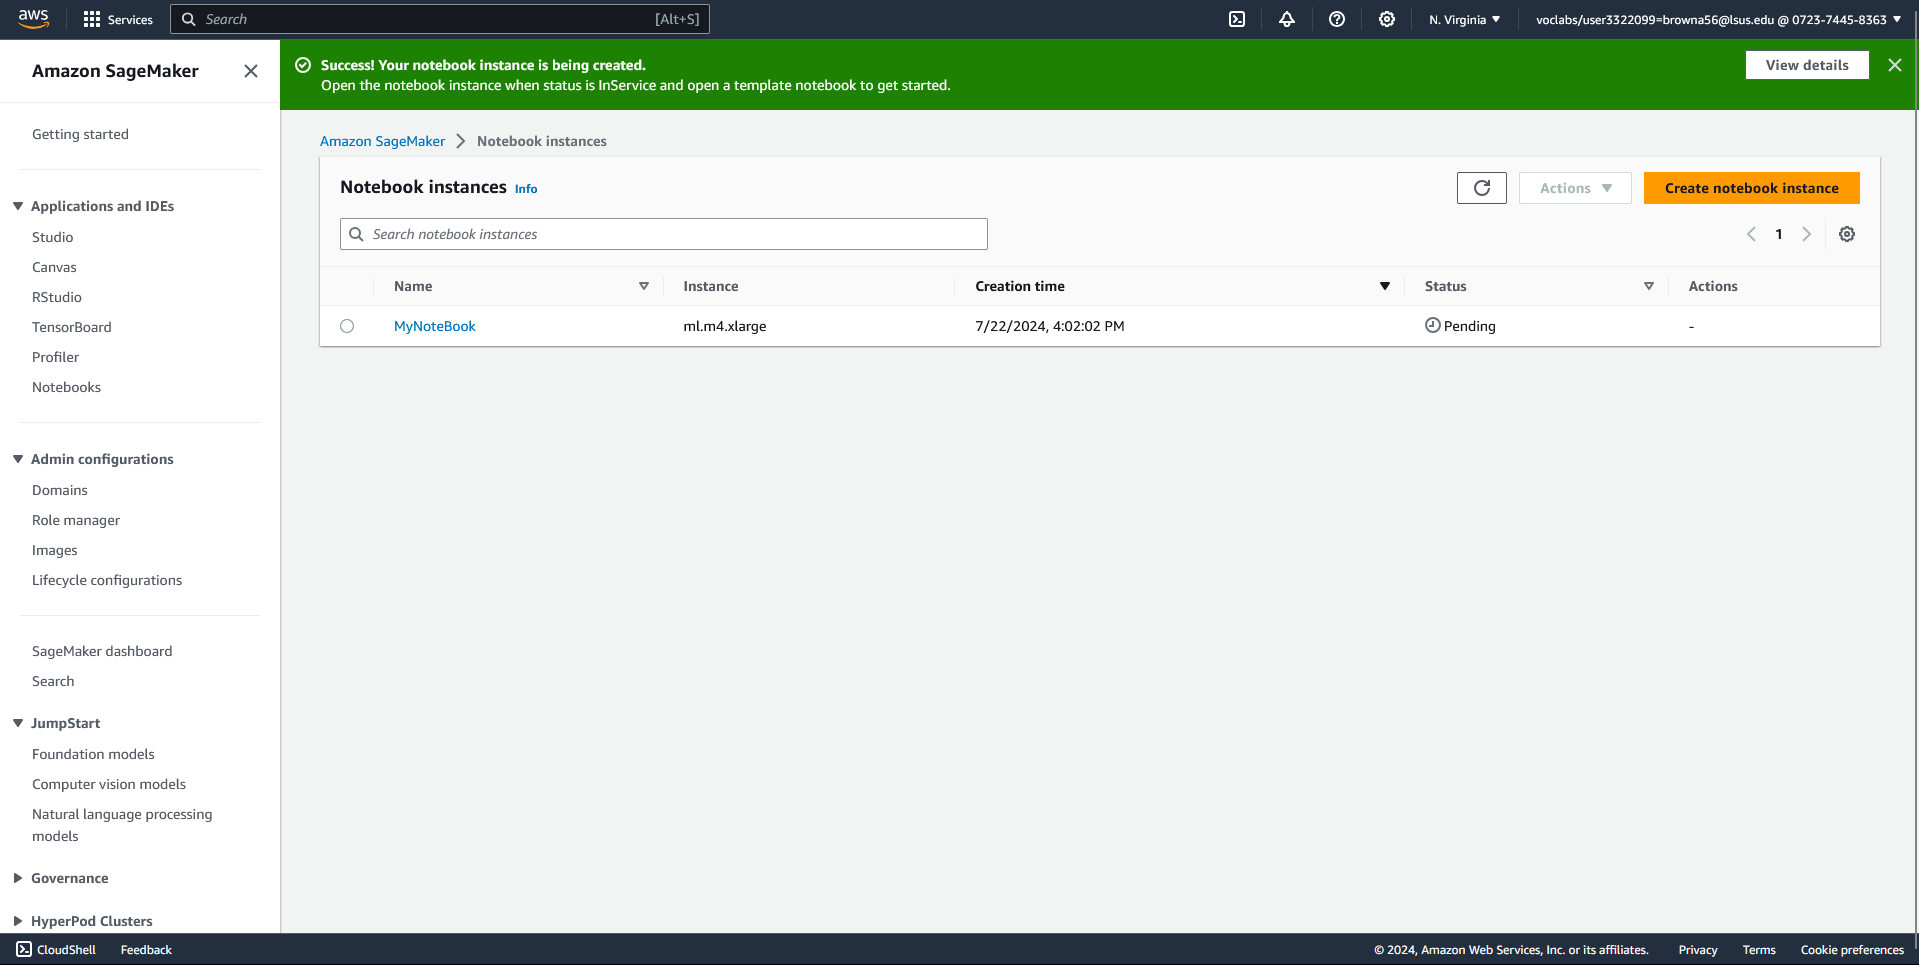 aws
Services
Search
[Alt+S]
N. Virginia
voclabs/user3322099=browna56@lsus.edu @ 0723-7445-8363
Amazon SageMaker
Getting started
Applications and IDEs
Studio
Canvas
RStudio
TensorBoard
Profiler
Notebooks
Admin configurations
Domains
Role manager
Images
Lifecycle configurations
SageMaker dashboard
Search
JumpStart
Foundation models
Computer vision models
Natural language processing
models
Governance
HyperPod Clusters
Success! Your notebook instance is being created.
Open the notebook instance when status is InService and open a template notebook to get started.
View details
Amazon SageMaker
Notebook instances
Notebook instances Info
Actions
Create notebook instance
Search notebook instances
1
Name Instance Creation time Status Actions
MyNoteBook ml.m4.xlarge 7/22/2024, 4:02:02 PM Pending -
CloudShell Feedback
© 2024, Amazon Web Services, Inc. or its affiliates. Privacy Terms Cookie preferences